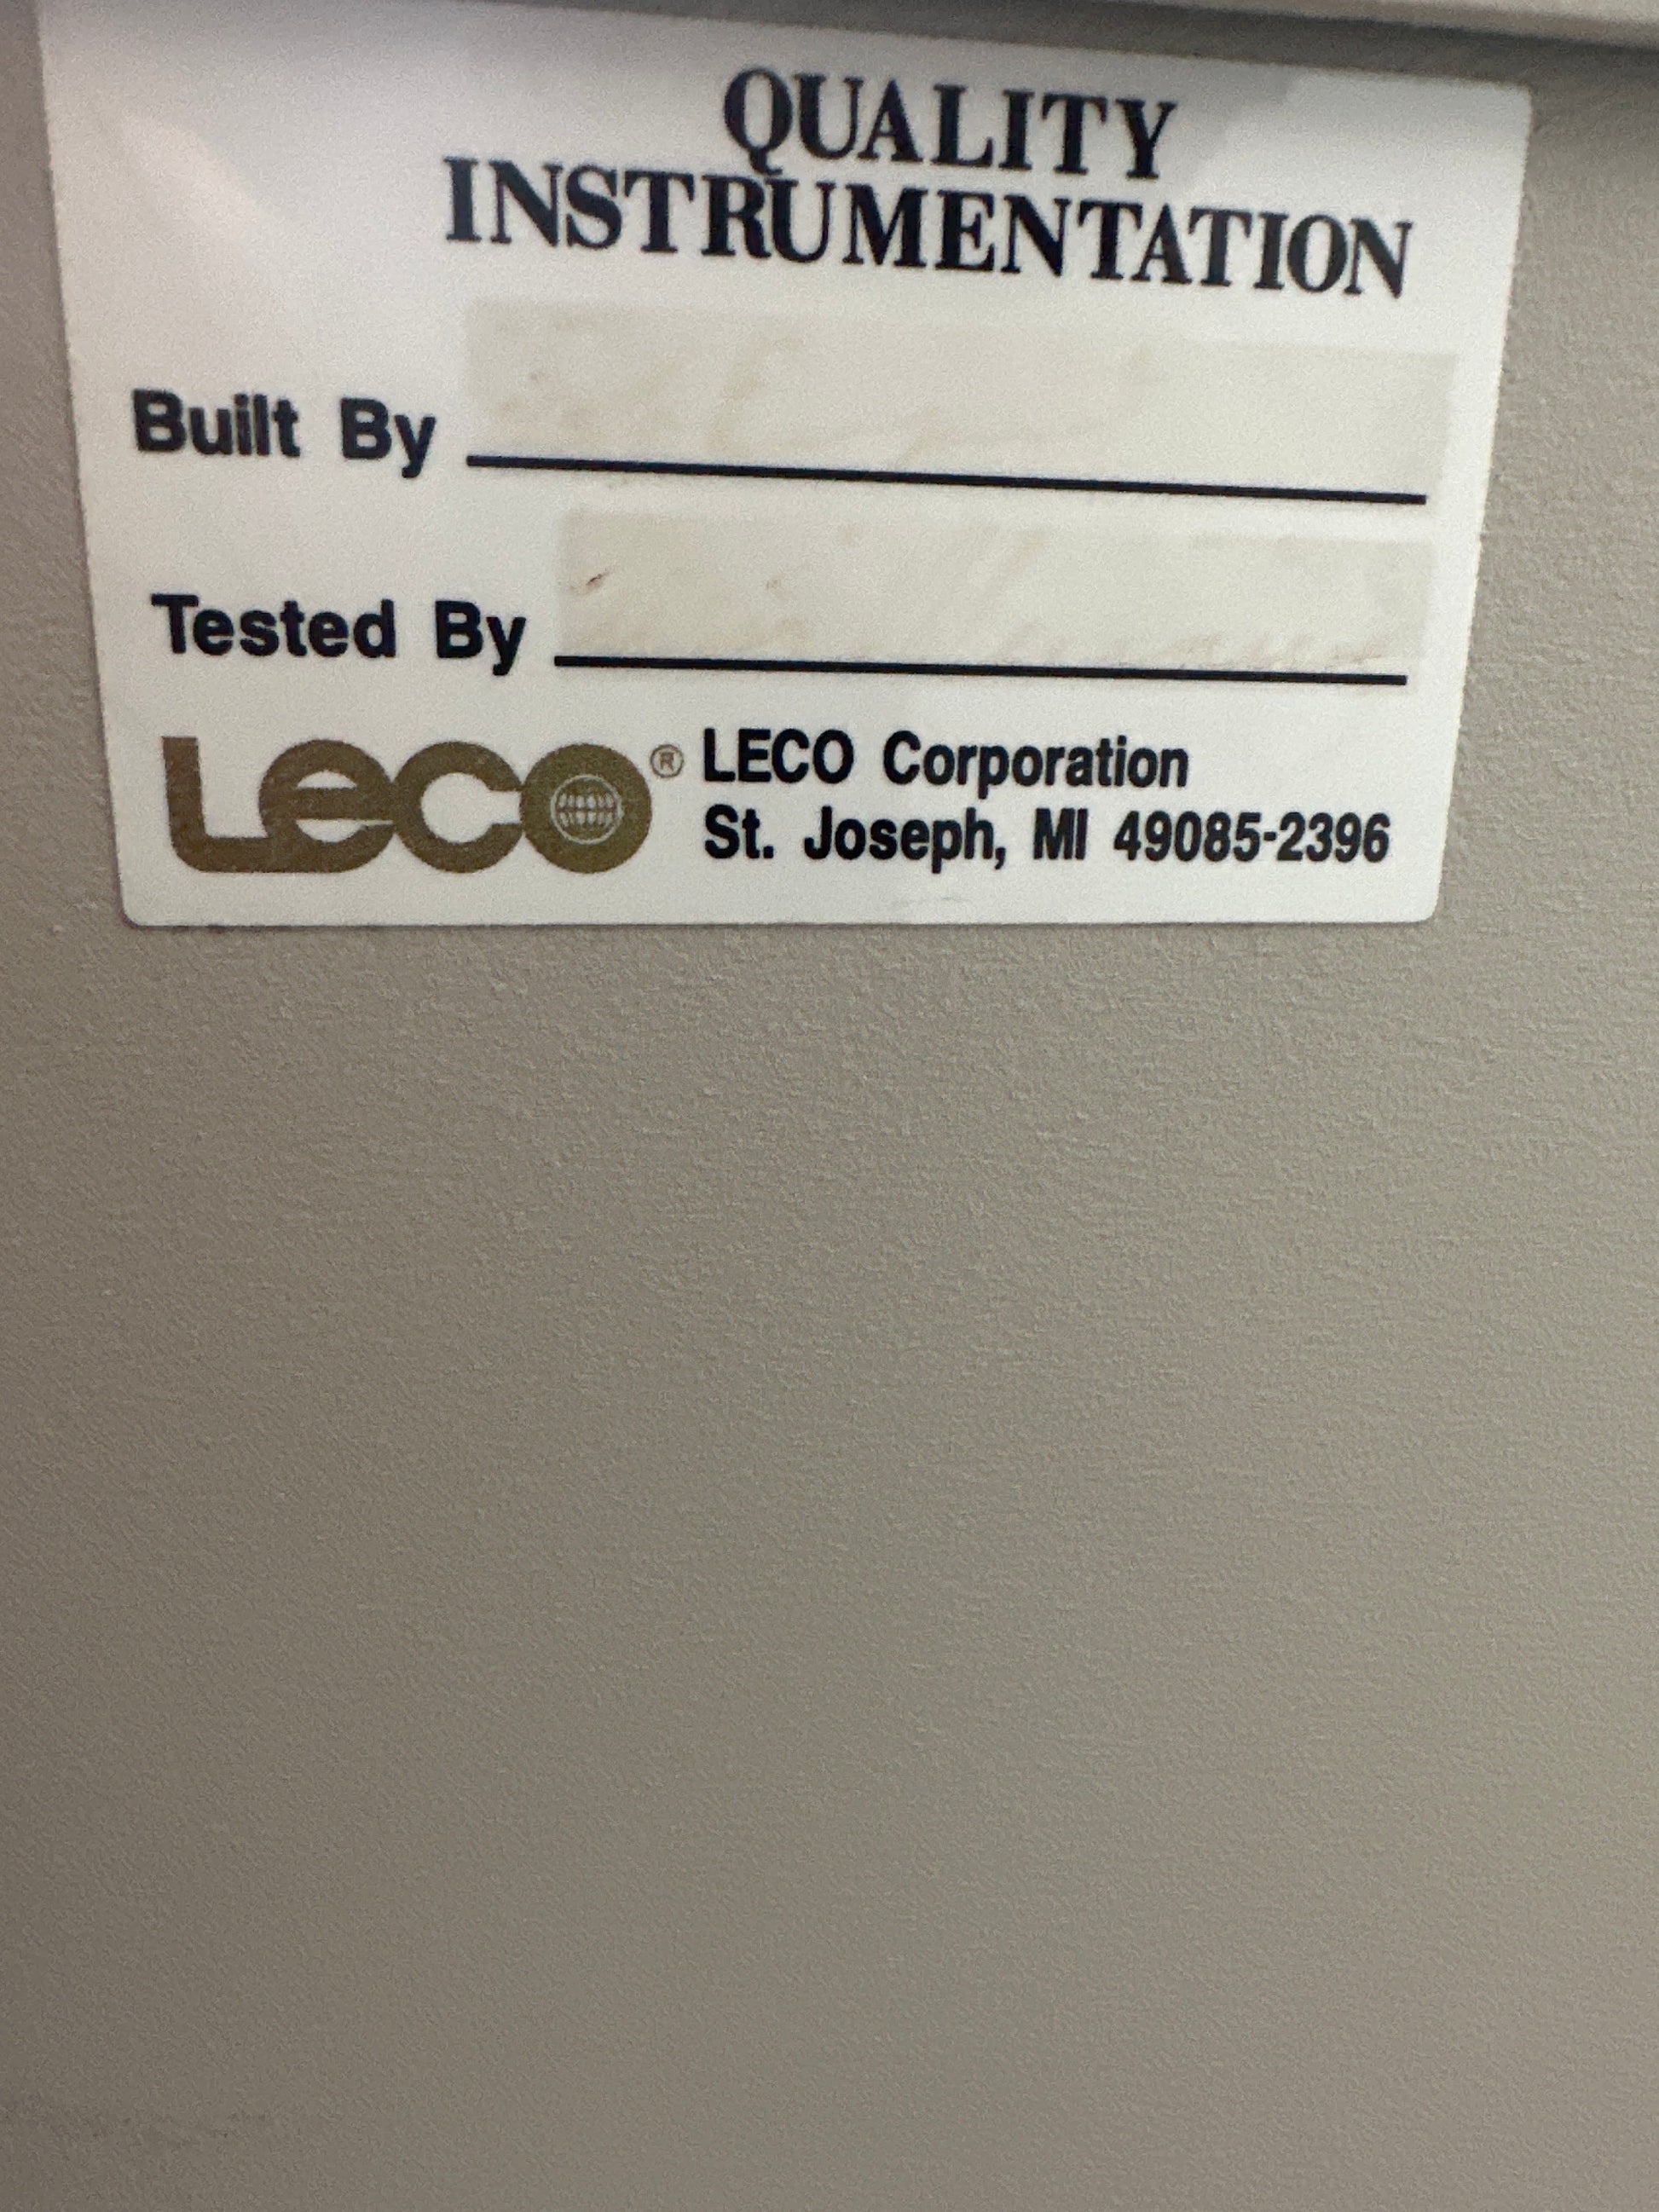 QUALITY
INSTRUMENTATION
Built By
Tested By
Leco® LECO Corporation
St. Joseph, MI 49085-2396